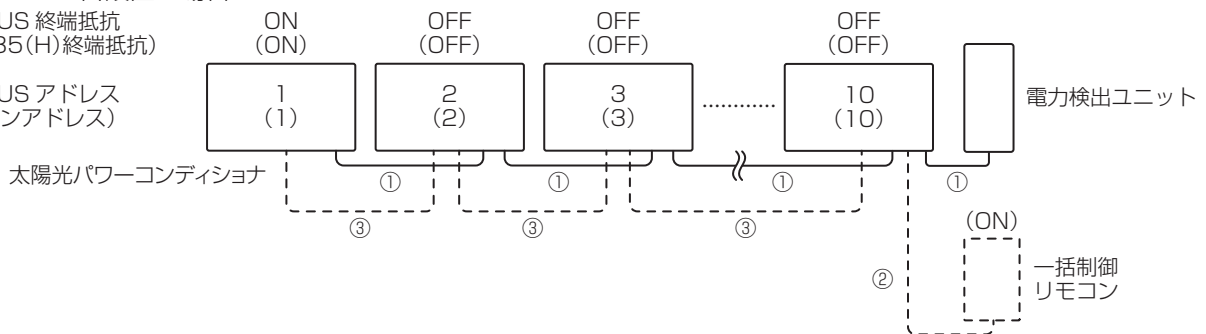 US 終端抵抗
ON
OFF
OFF
OFF
85(H)終端抵抗)
(ON)
(OFF)
(OFF)
(OFF)
US アドレス
ンアドレス)
1
(1)
2
(2)
3
(3)
............
10
(10)
電力検出ユニット
太陽光パワーコンディショナ
①
①
①
①
③
③
③
(ON)
②
一括制御
リモコン